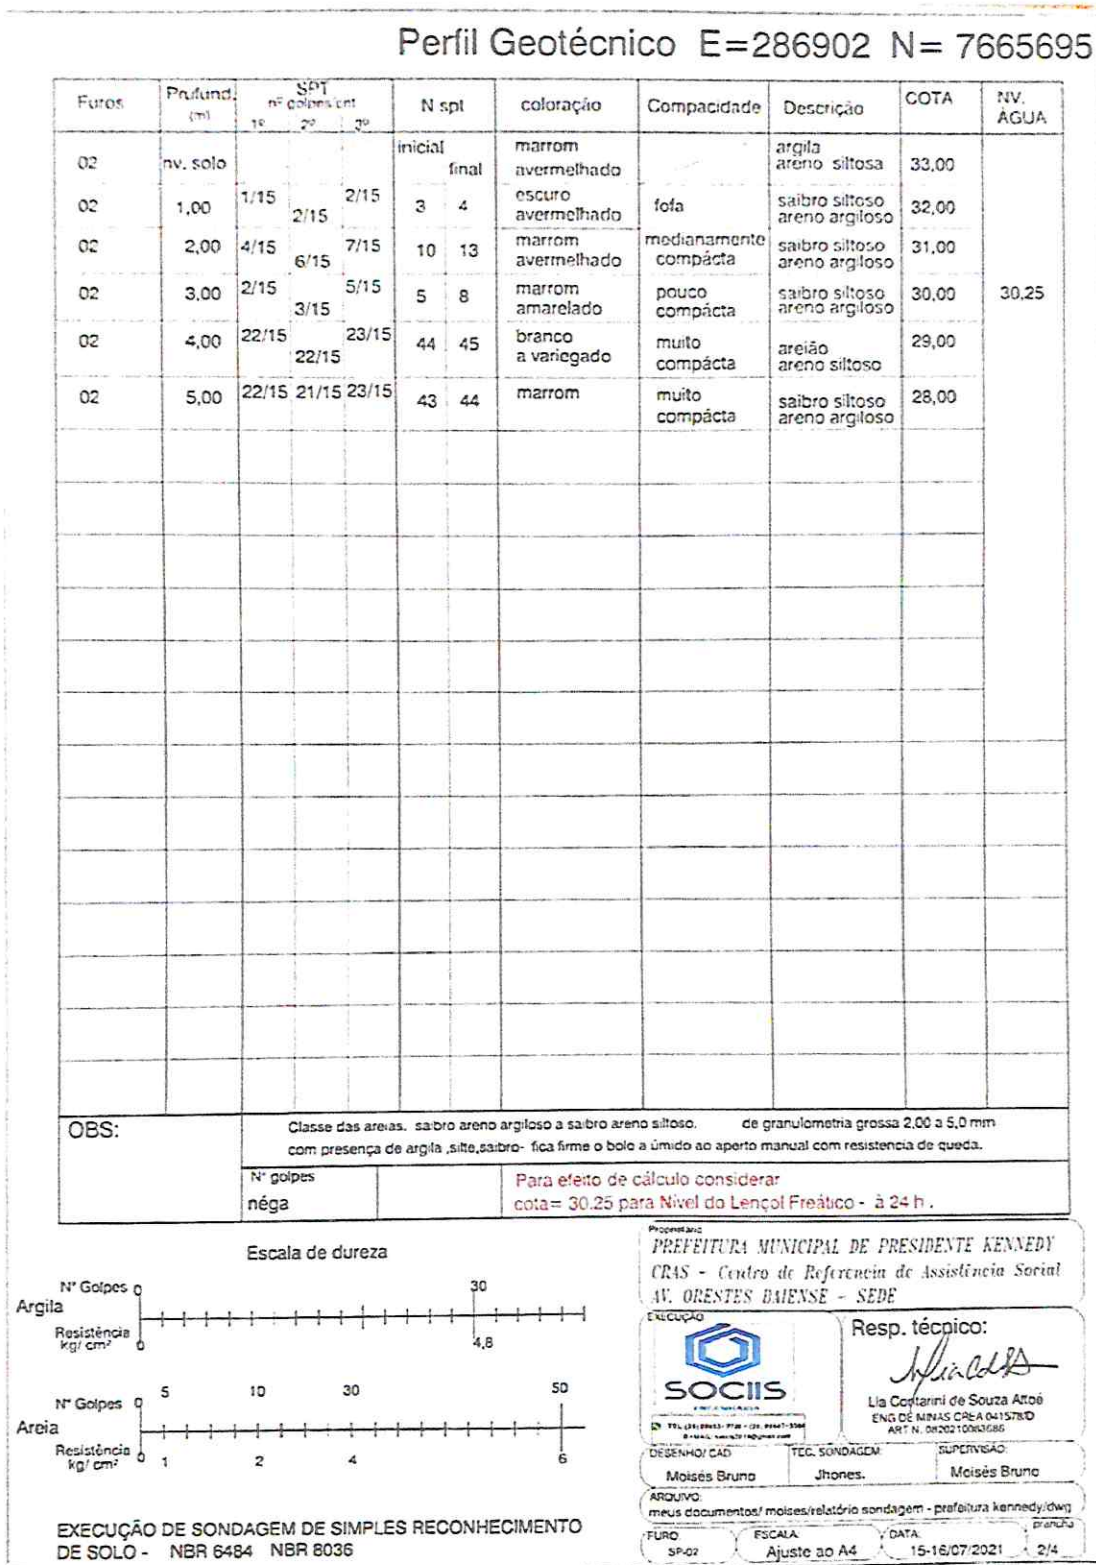 Perfil Geotécnico E=286902 N= 7665695
Furos Prufund. (m) SPT nº golpes/cnt 1º 2º 3º N spt coloração Compacidade Descrição COTA NV. ÁGUA
02 nv. solo inicial final marrom avermelhado argila areno siltosa 33,00
02 1,00 1/15 2/15 2/15 3 4 escuro avermelhado fofa saibro siltoso areno argiloso 32,00
02 2,00 4/15 6/15 7/15 10 13 marrom avermelhado medianamente compácta saibro siltoso areno argiloso 31,00
02 3,00 2/15 3/15 5/15 5 8 marrom amarelado pouco compácta saibro siltoso areno argiloso 30,00 30,25
02 4,00 22/15 22/15 23/15 44 45 branco a variegado muito compácta areião areno siltoso 29,00
02 5,00 22/15 21/15 23/15 43 44 marrom muito compácta saibro siltoso areno argiloso 28,00
OBS: Classe das areias. saibro areno argiloso a saibro areno siltoso. de granulometria grossa 2,00 a 5,0 mm
com presença de argila ,silte,saibro- fica firme o bolo a úmido ao aperto manual com resistencia de queda.
Nº golpes
néga
Para efeito de cálculo considerar
cota= 30.25 para Nível do Lençol Freático - à 24 h .
Escala de dureza
Nº Golpes 0 30
Argila
Resistência kg/ cm² 0 4,8
Nº Golpes 0 5 10 30 50
Areia
Resistência kg/ cm² 0 1 2 4 6
EXECUÇÃO DE SONDAGEM DE SIMPLES RECONHECIMENTO
DE SOLO - NBR 6484 NBR 8036
Proprietário
PREFEITURA MUNICIPAL DE PRESIDENTE KENNEDY
CRAS - Centro de Referencia de Assistência Social
AV. ORESTES BAIENSE - SEDE
EXECUÇÃO
SOCIIS
Resp. técnico:
Lia Contarini de Souza Attoé
ENG DE MINAS CREA 041578/D
DESENHO/ CAD TEC. SONDAGEM: SUPERVISÃO:
Moisés Bruno Jhones. Moisés Bruno
ARQUIVO:
meus documentos/ moises/relatório sondagem - prefeitura kennedy/dwg
FURO ESCALA: DATA: prancha
SP-02 Ajuste ao A4 15-16/07/2021 2/4